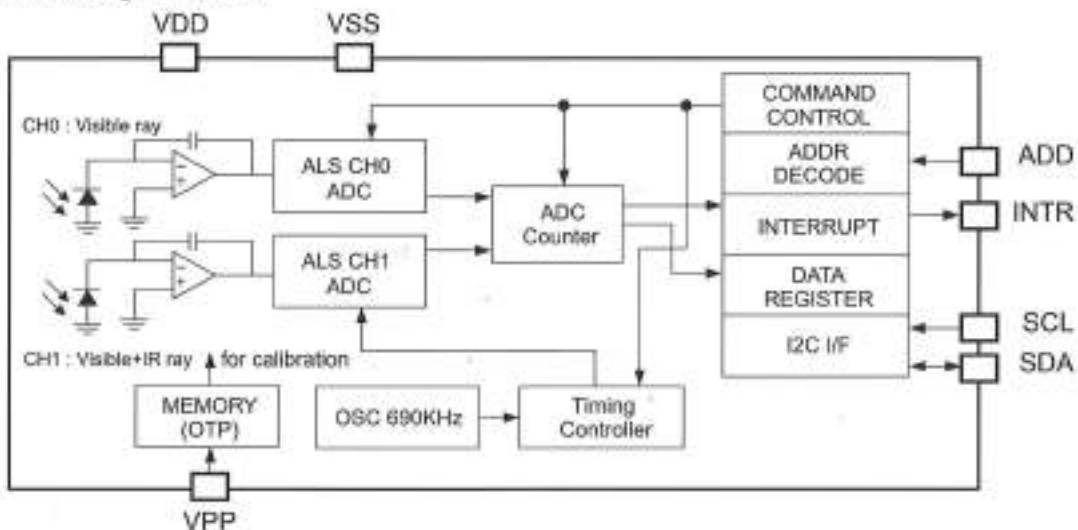 VDD
VSS
CH0 : Visible ray
ALS CH0
ADC
ALS CH1
ADC
ADC
Counter
COMMAND
CONTROL
ADDR
DECODE
INTERRUPT
DATA
REGISTER
I2C I/F
ADD
INTR
SCL
SDA
CH1 : Visible+IR ray
for calibration
MEMORY
(OTP)
OSC 690KHz
Timing
Controller
VPP